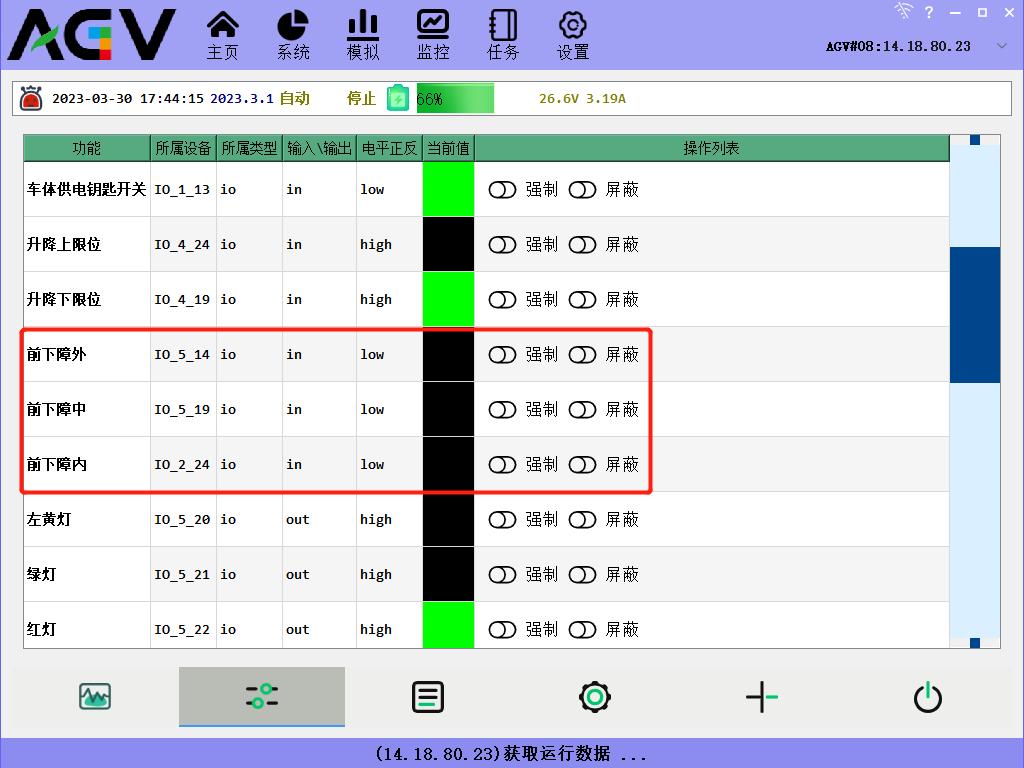 AGV
主页 系统 模拟 监控 任务 设置
?
AGV#08:14.18.80.23
2023-03-30 17:44:15 2023.3.1 自动 停止 66% 26.6V 3.19A
功能 所属设备 所属类型 输入\输出 电平正反 当前值 操作列表
车体供电钥匙开关 IO_1_13 io in low 强制 屏蔽
升降上限位 IO_4_24 io in high 强制 屏蔽
升降下限位 IO_4_19 io in high 强制 屏蔽
前下障外 IO_5_14 io in low 强制 屏蔽
前下障中 IO_5_19 io in low 强制 屏蔽
前下障内 IO_2_24 io in low 强制 屏蔽
左黄灯 IO_5_20 io out high 强制 屏蔽
绿灯 IO_5_21 io out high 强制 屏蔽
红灯 IO_5_22 io out high 强制 屏蔽
(14.18.80.23)获取运行数据 ...